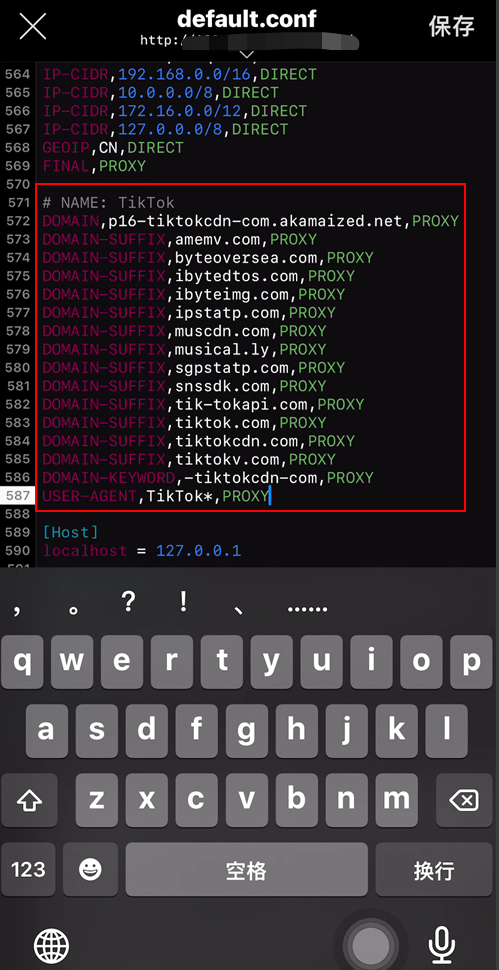 default.conf
保存
http:/
564 IP-CIDR,192.168.0.0/16,DIRECT
565 IP-CIDR,10.0.0.0/8,DIRECT
566 IP-CIDR,172.16.0.0/12,DIRECT
567 IP-CIDR,127.0.0.0/8,DIRECT
568 GEOIP,CN,DIRECT
569 FINAL,PROXY
570
571 # NAME: TikTok
572 DOMAIN,p16-tiktokcdn-com.akamaized.net,PROXY
573 DOMAIN-SUFFIX,amemv.com,PROXY
574 DOMAIN-SUFFIX,byteoversea.com,PROXY
575 DOMAIN-SUFFIX,ibytedtos.com,PROXY
576 DOMAIN-SUFFIX,ibyteimg.com,PROXY
577 DOMAIN-SUFFIX,ipstatp.com,PROXY
578 DOMAIN-SUFFIX,muscdn.com,PROXY
579 DOMAIN-SUFFIX,musical.ly,PROXY
580 DOMAIN-SUFFIX,sgpstatp.com,PROXY
581 DOMAIN-SUFFIX,snssdk.com,PROXY
582 DOMAIN-SUFFIX,tik-tokapi.com,PROXY
583 DOMAIN-SUFFIX,tiktok.com,PROXY
584 DOMAIN-SUFFIX,tiktokcdn.com,PROXY
585 DOMAIN-SUFFIX,tiktokv.com,PROXY
586 DOMAIN-KEYWORD,-tiktokcdn-com,PROXY
587 USER-AGENT,TikTok*,PROXY
588
589 [Host]
590 localhost = 127.0.0.1
， 。 ？ ！ 、 ……
q w e r t y u i o p
a s d f g h j k l
z x c v b n m
123 空格 换行